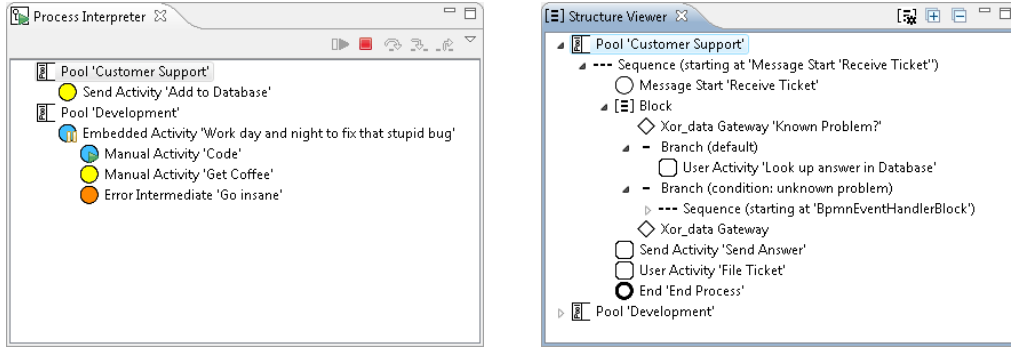 Process Interpreter
Pool 'Customer Support'
Send Activity 'Add to Database'
Pool 'Development'
Embedded Activity 'Work day and night to fix that stupid bug'
Manual Activity 'Code'
Manual Activity 'Get Coffee'
Error Intermediate 'Go insane'
Structure Viewer
Pool 'Customer Support'
Sequence (starting at 'Message Start 'Receive Ticket'')
Message Start 'Receive Ticket'
Block
Xor_data Gateway 'Known Problem?'
Branch (default)
User Activity 'Look up answer in Database'
Branch (condition: unknown problem)
Sequence (starting at 'BpmnEventHandlerBlock')
Xor_data Gateway
Send Activity 'Send Answer'
User Activity 'File Ticket'
End 'End Process'
Pool 'Development'